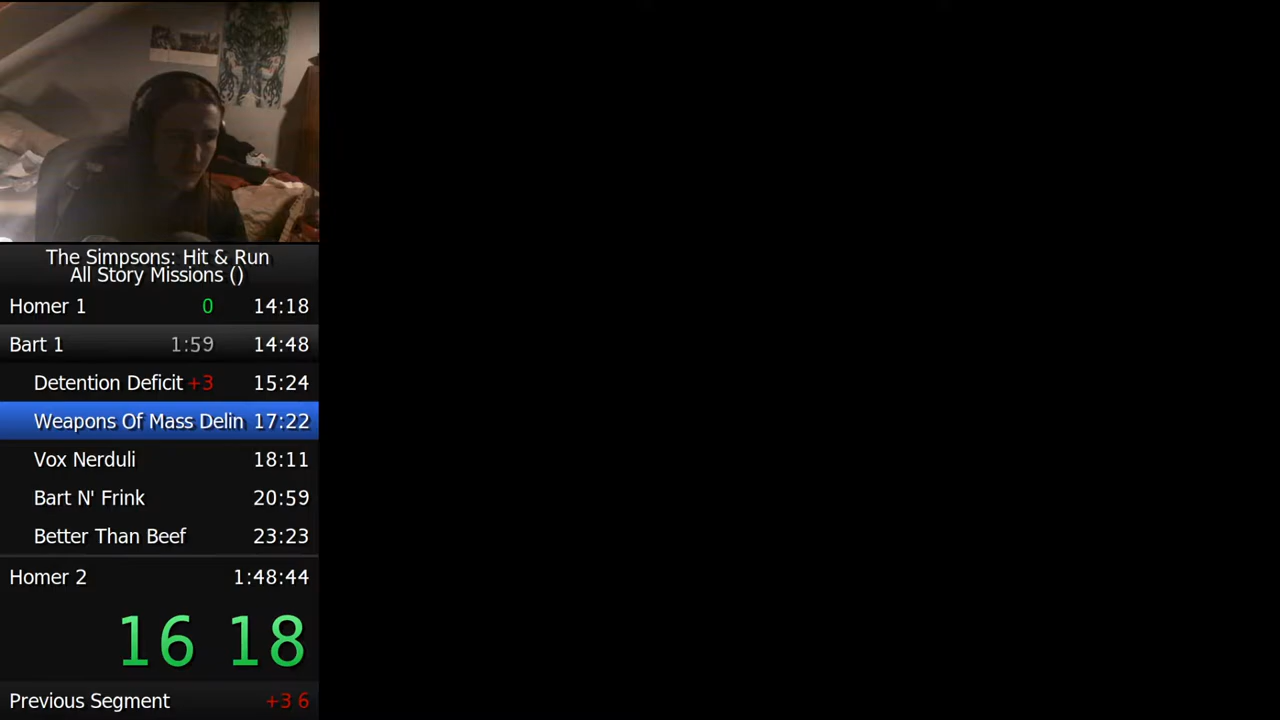 The Simpsons: Hit & Run
All Story Missions ()
Homer 1 0 14:18
Bart 1 1:59 14:48
Detention Deficit +3 15:24
Weapons Of Mass Delin 17:22
Vox Nerduli 18:11
Bart N' Frink 20:59
Better Than Beef 23:23
Homer 2 1:48:44
16 18
Previous Segment +3 6